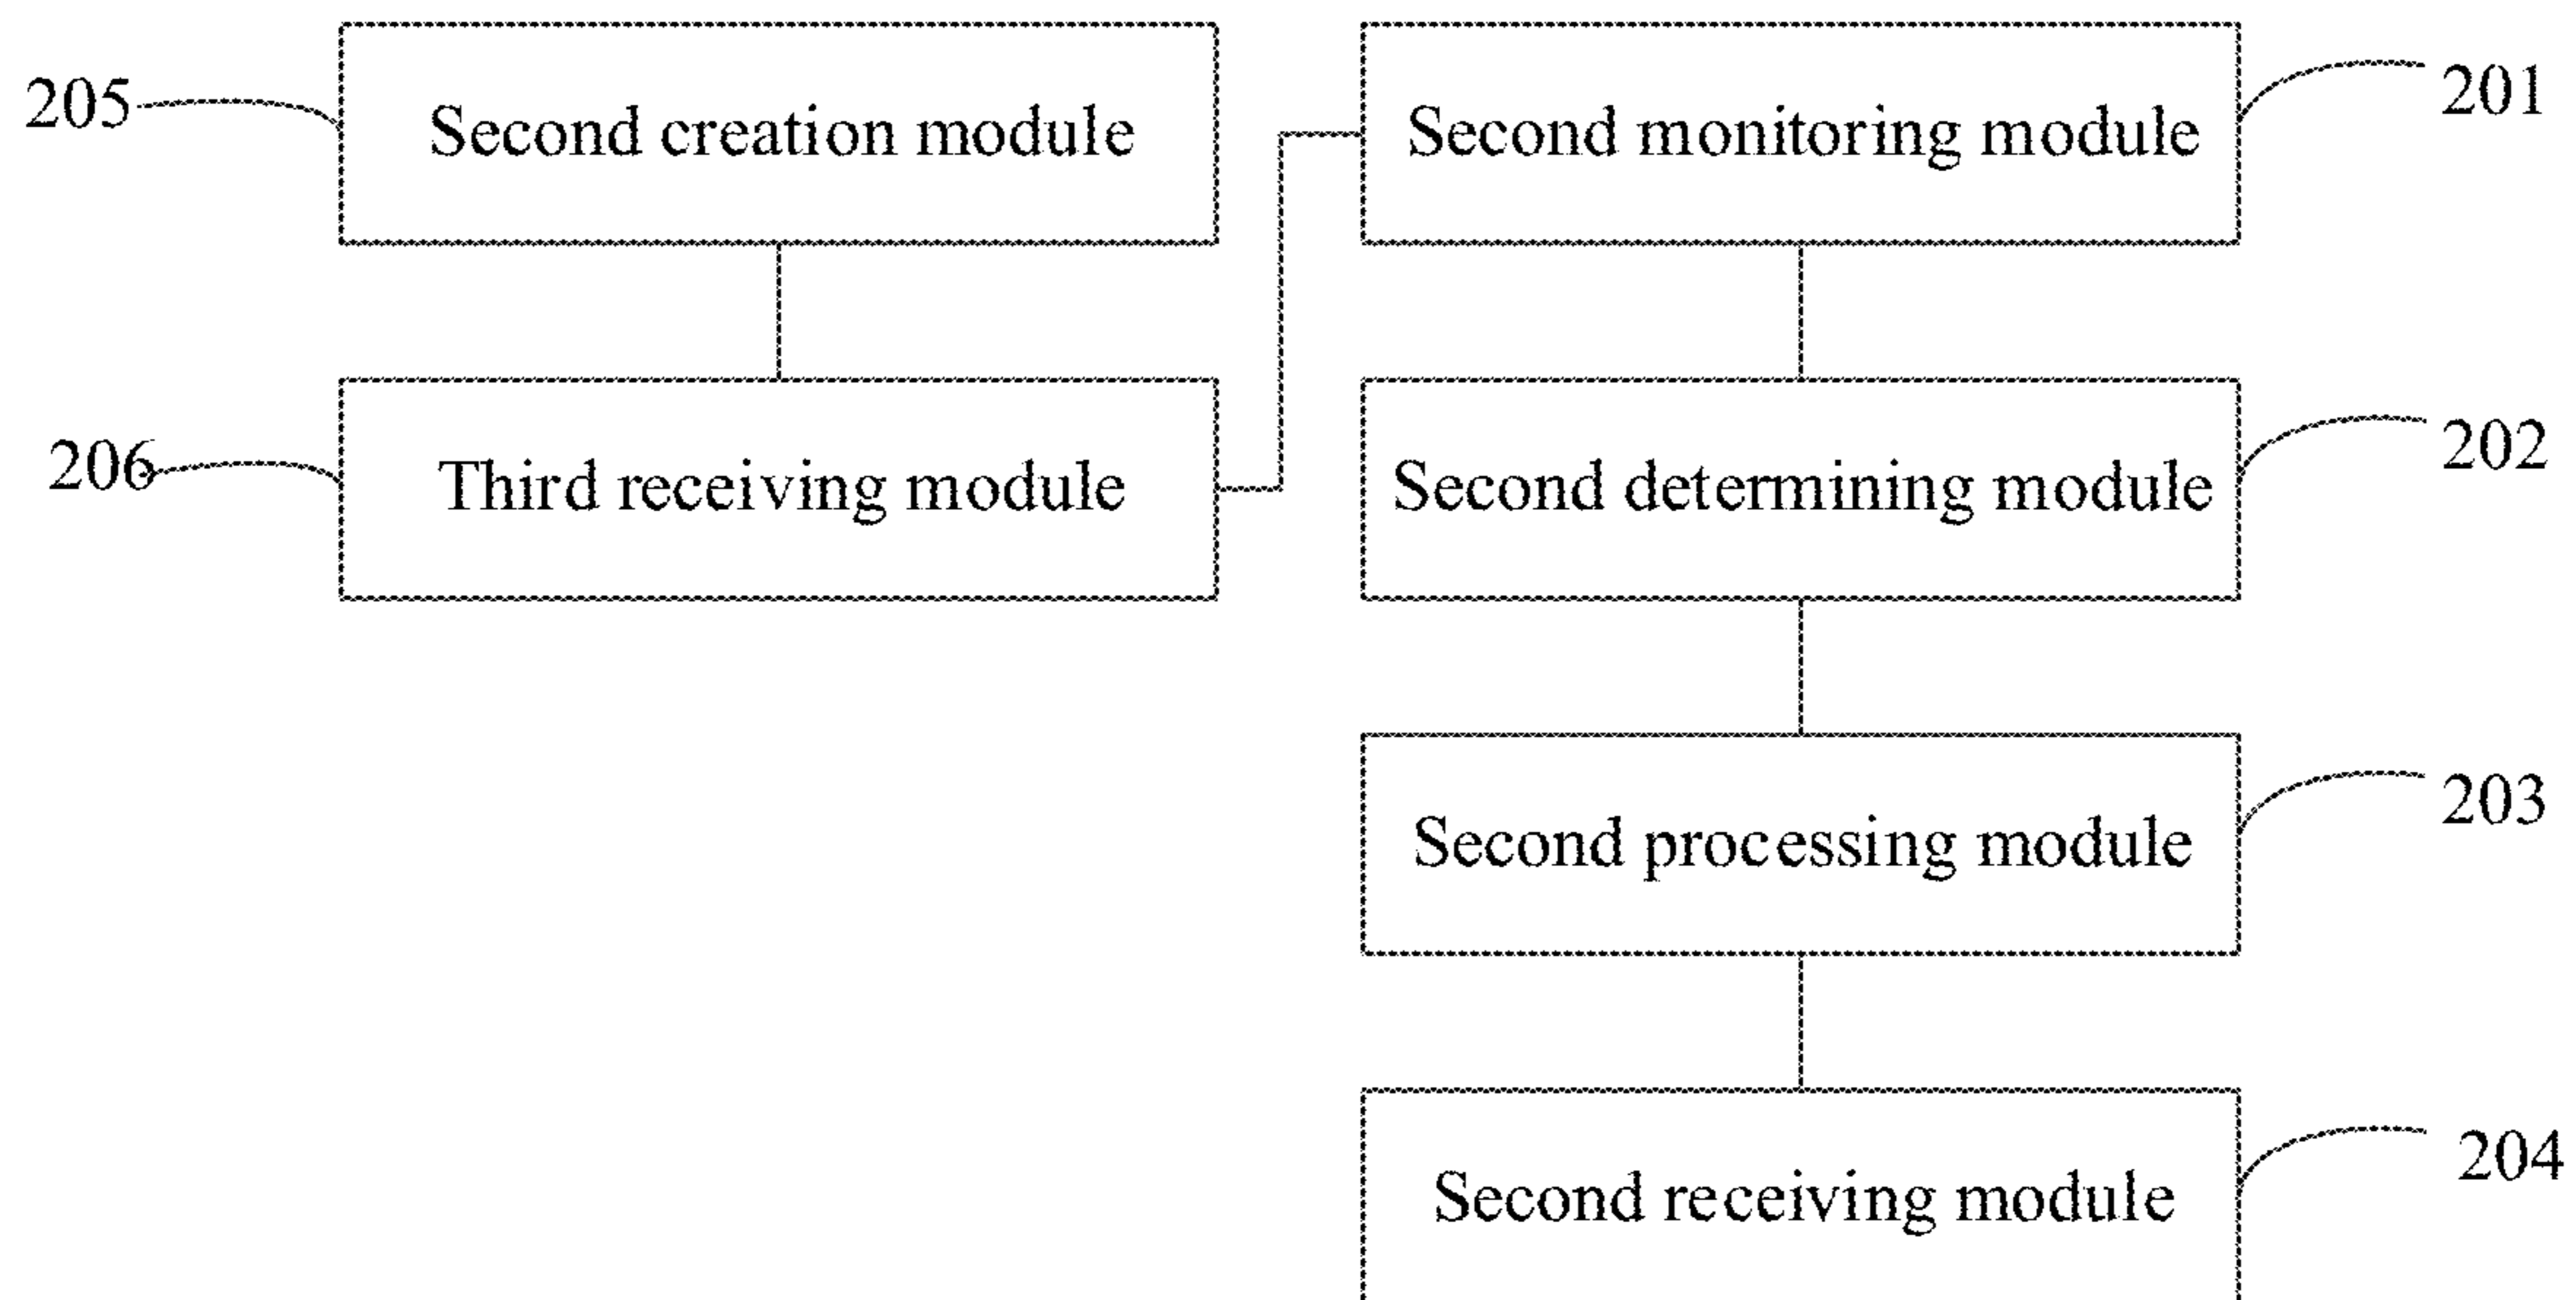 205
Second creation module
Second monitoring module
201
206
Third receiving module
Second determining module
202
Second processing module
203
Second receiving module
204